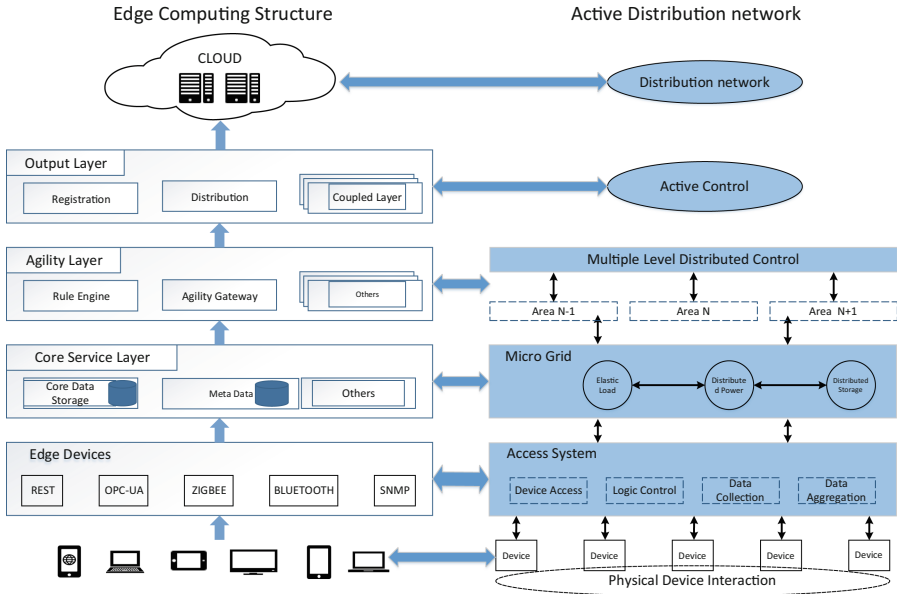 Edge Computing Structure
Active Distribution network
CLOUD
Distribution network
Output Layer
Registration
Distribution
Coupled Layer
Active Control
Agility Layer
Rule Engine
Agility Gateway
Others
Multiple Level Distributed Control
Area N-1
Area N
Area N+1
Core Service Layer
Core Data
Storage
Meta Data
Others
Micro Grid
Elastic
Load
Distribute
d Power
Distributed
Storage
Edge Devices
REST
OPC-UA
ZIGBEE
BLUETOOTH
SNMP
Access System
Device Access
Logic Control
Data
Collection
Data
Aggregation
Device
Device
Device
Device
Device
Physical Device Interaction